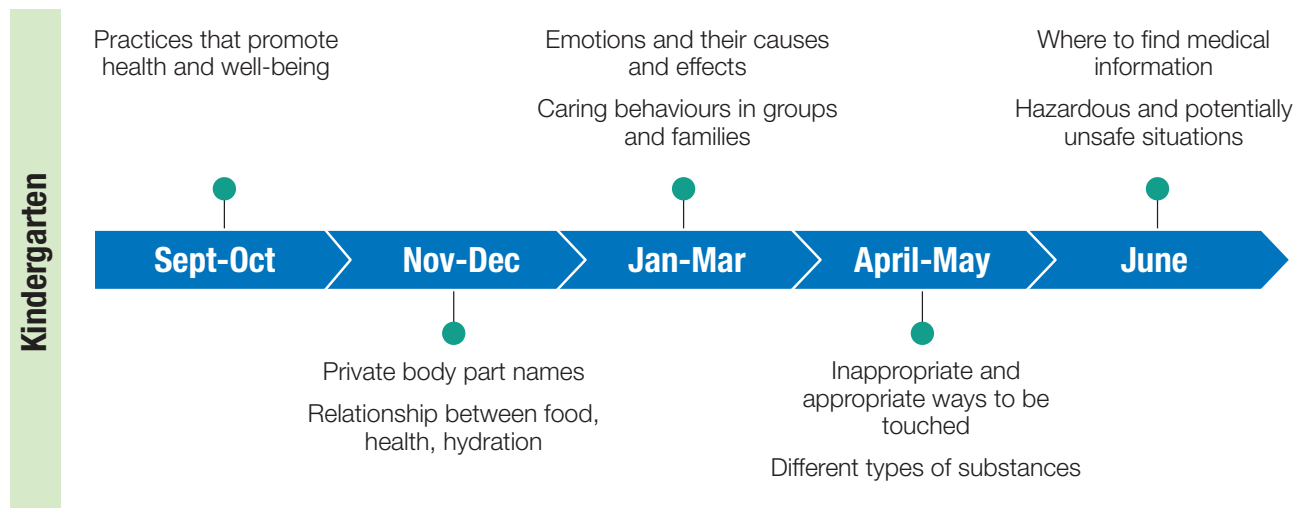 Kindergarten
Practices that promote
health and well-being
Emotions and their causes
and effects
Caring behaviours in groups
and families
Where to find medical
information
Hazardous and potentially
unsafe situations
Sept-Oct
Nov-Dec
Jan-Mar
April-May
June
Private body part names
Relationship between food,
health, hydration
Inappropriate and
appropriate ways to be
touched
Different types of substances